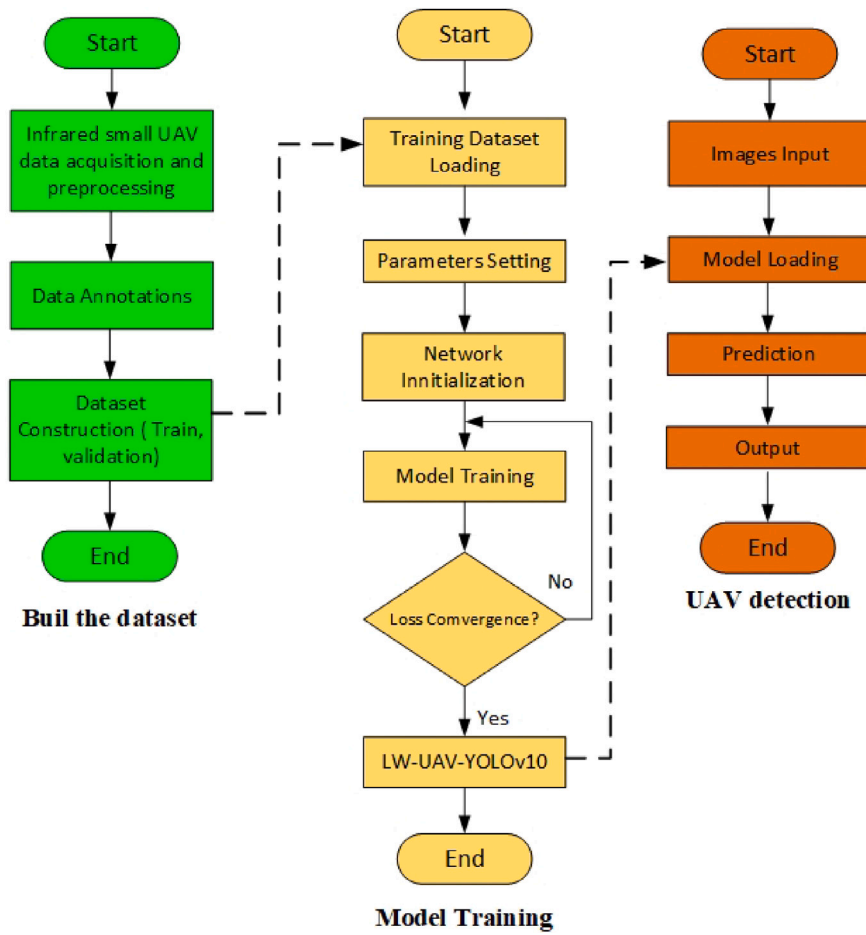 Start
Infrared small UAV
data acquisition and
preprocessing
Data Annotations
Dataset
Construction ( Train,
validation)
End
Buil the dataset
Start
Training Dataset
Loading
Parameters Setting
Network
Innitialization
Model Training
No
Loss Comvergence?
Yes
LW-UAV-YOLOv10
End
Model Training
Start
Images Input
Model Loading
Prediction
Output
End
UAV detection